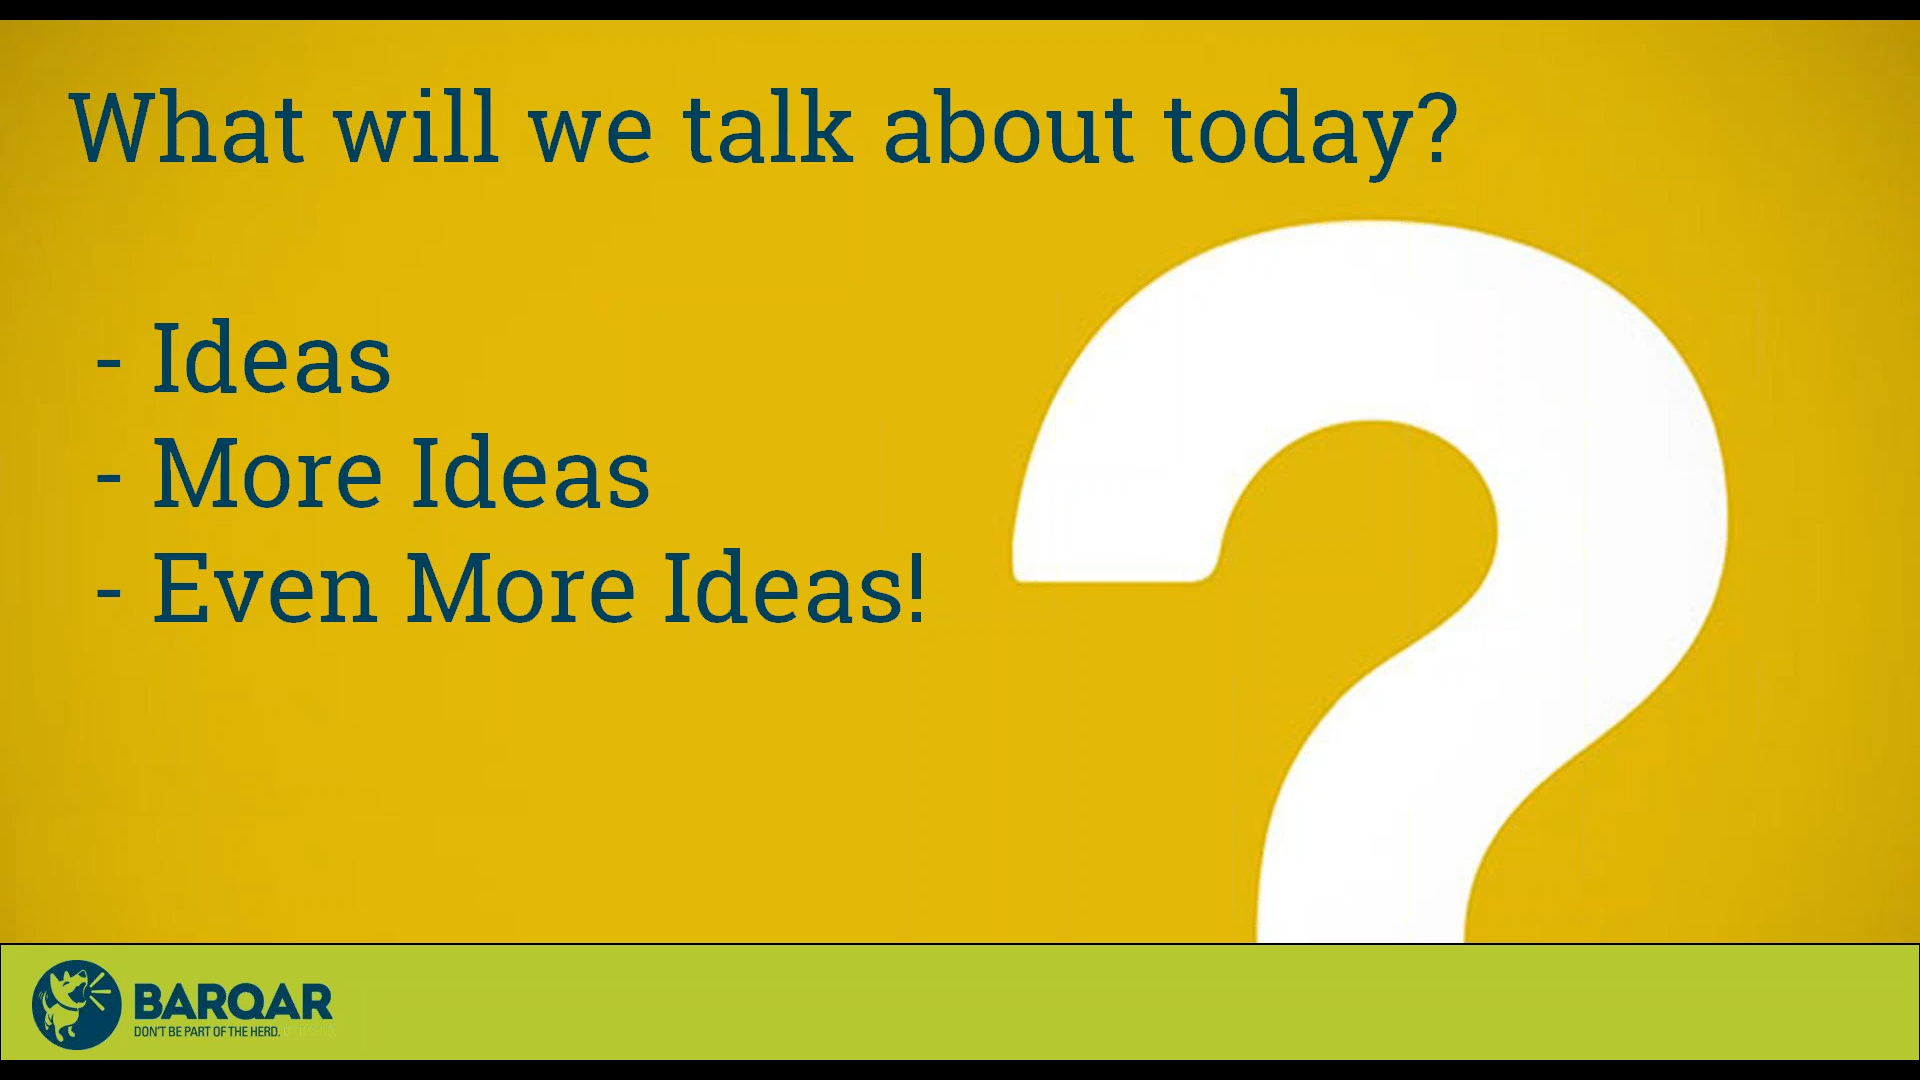 What will we talk about today?
- Ideas
- More Ideas
- Even More Ideas!
BARQAR
DON'T BE PART OF THE HERD.